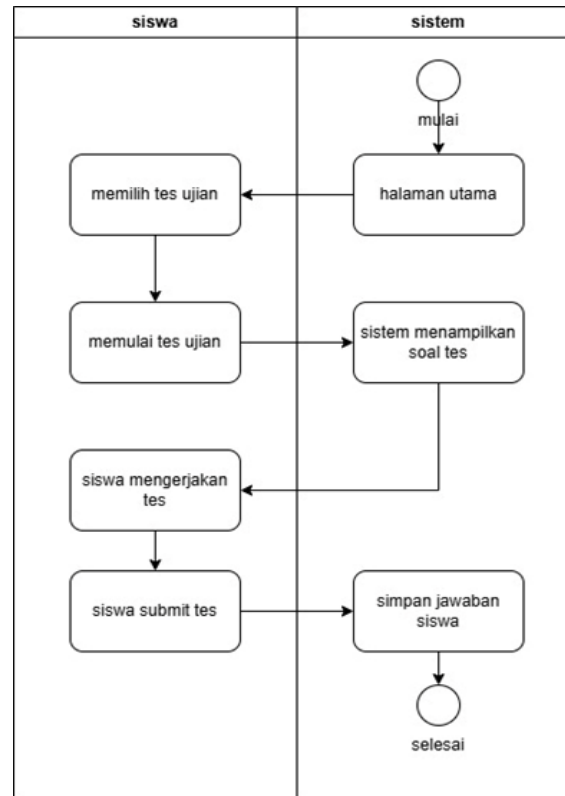 siswa
sistem
mulai
memilih tes ujian
halaman utama
memulai tes ujian
sistem menampilkan
soal tes
siswa mengerjakan
tes
siswa submit tes
simpan jawaban
siswa
selesai